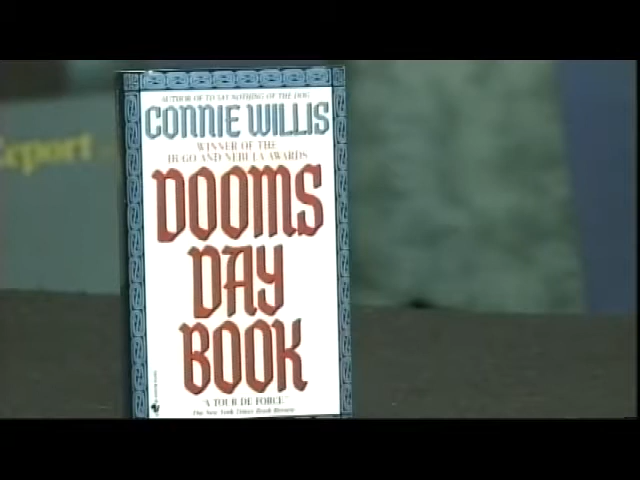 eport
AUTHOR OF TO SAY NOTHING OF THE DOG
CONNIE WILLIS
WINNER OF THE
HUGO AND NEBULA AWARDS
DOOMS
DAY
BOOK
"A TOUR DE FORCE"
The New York Times Book Review